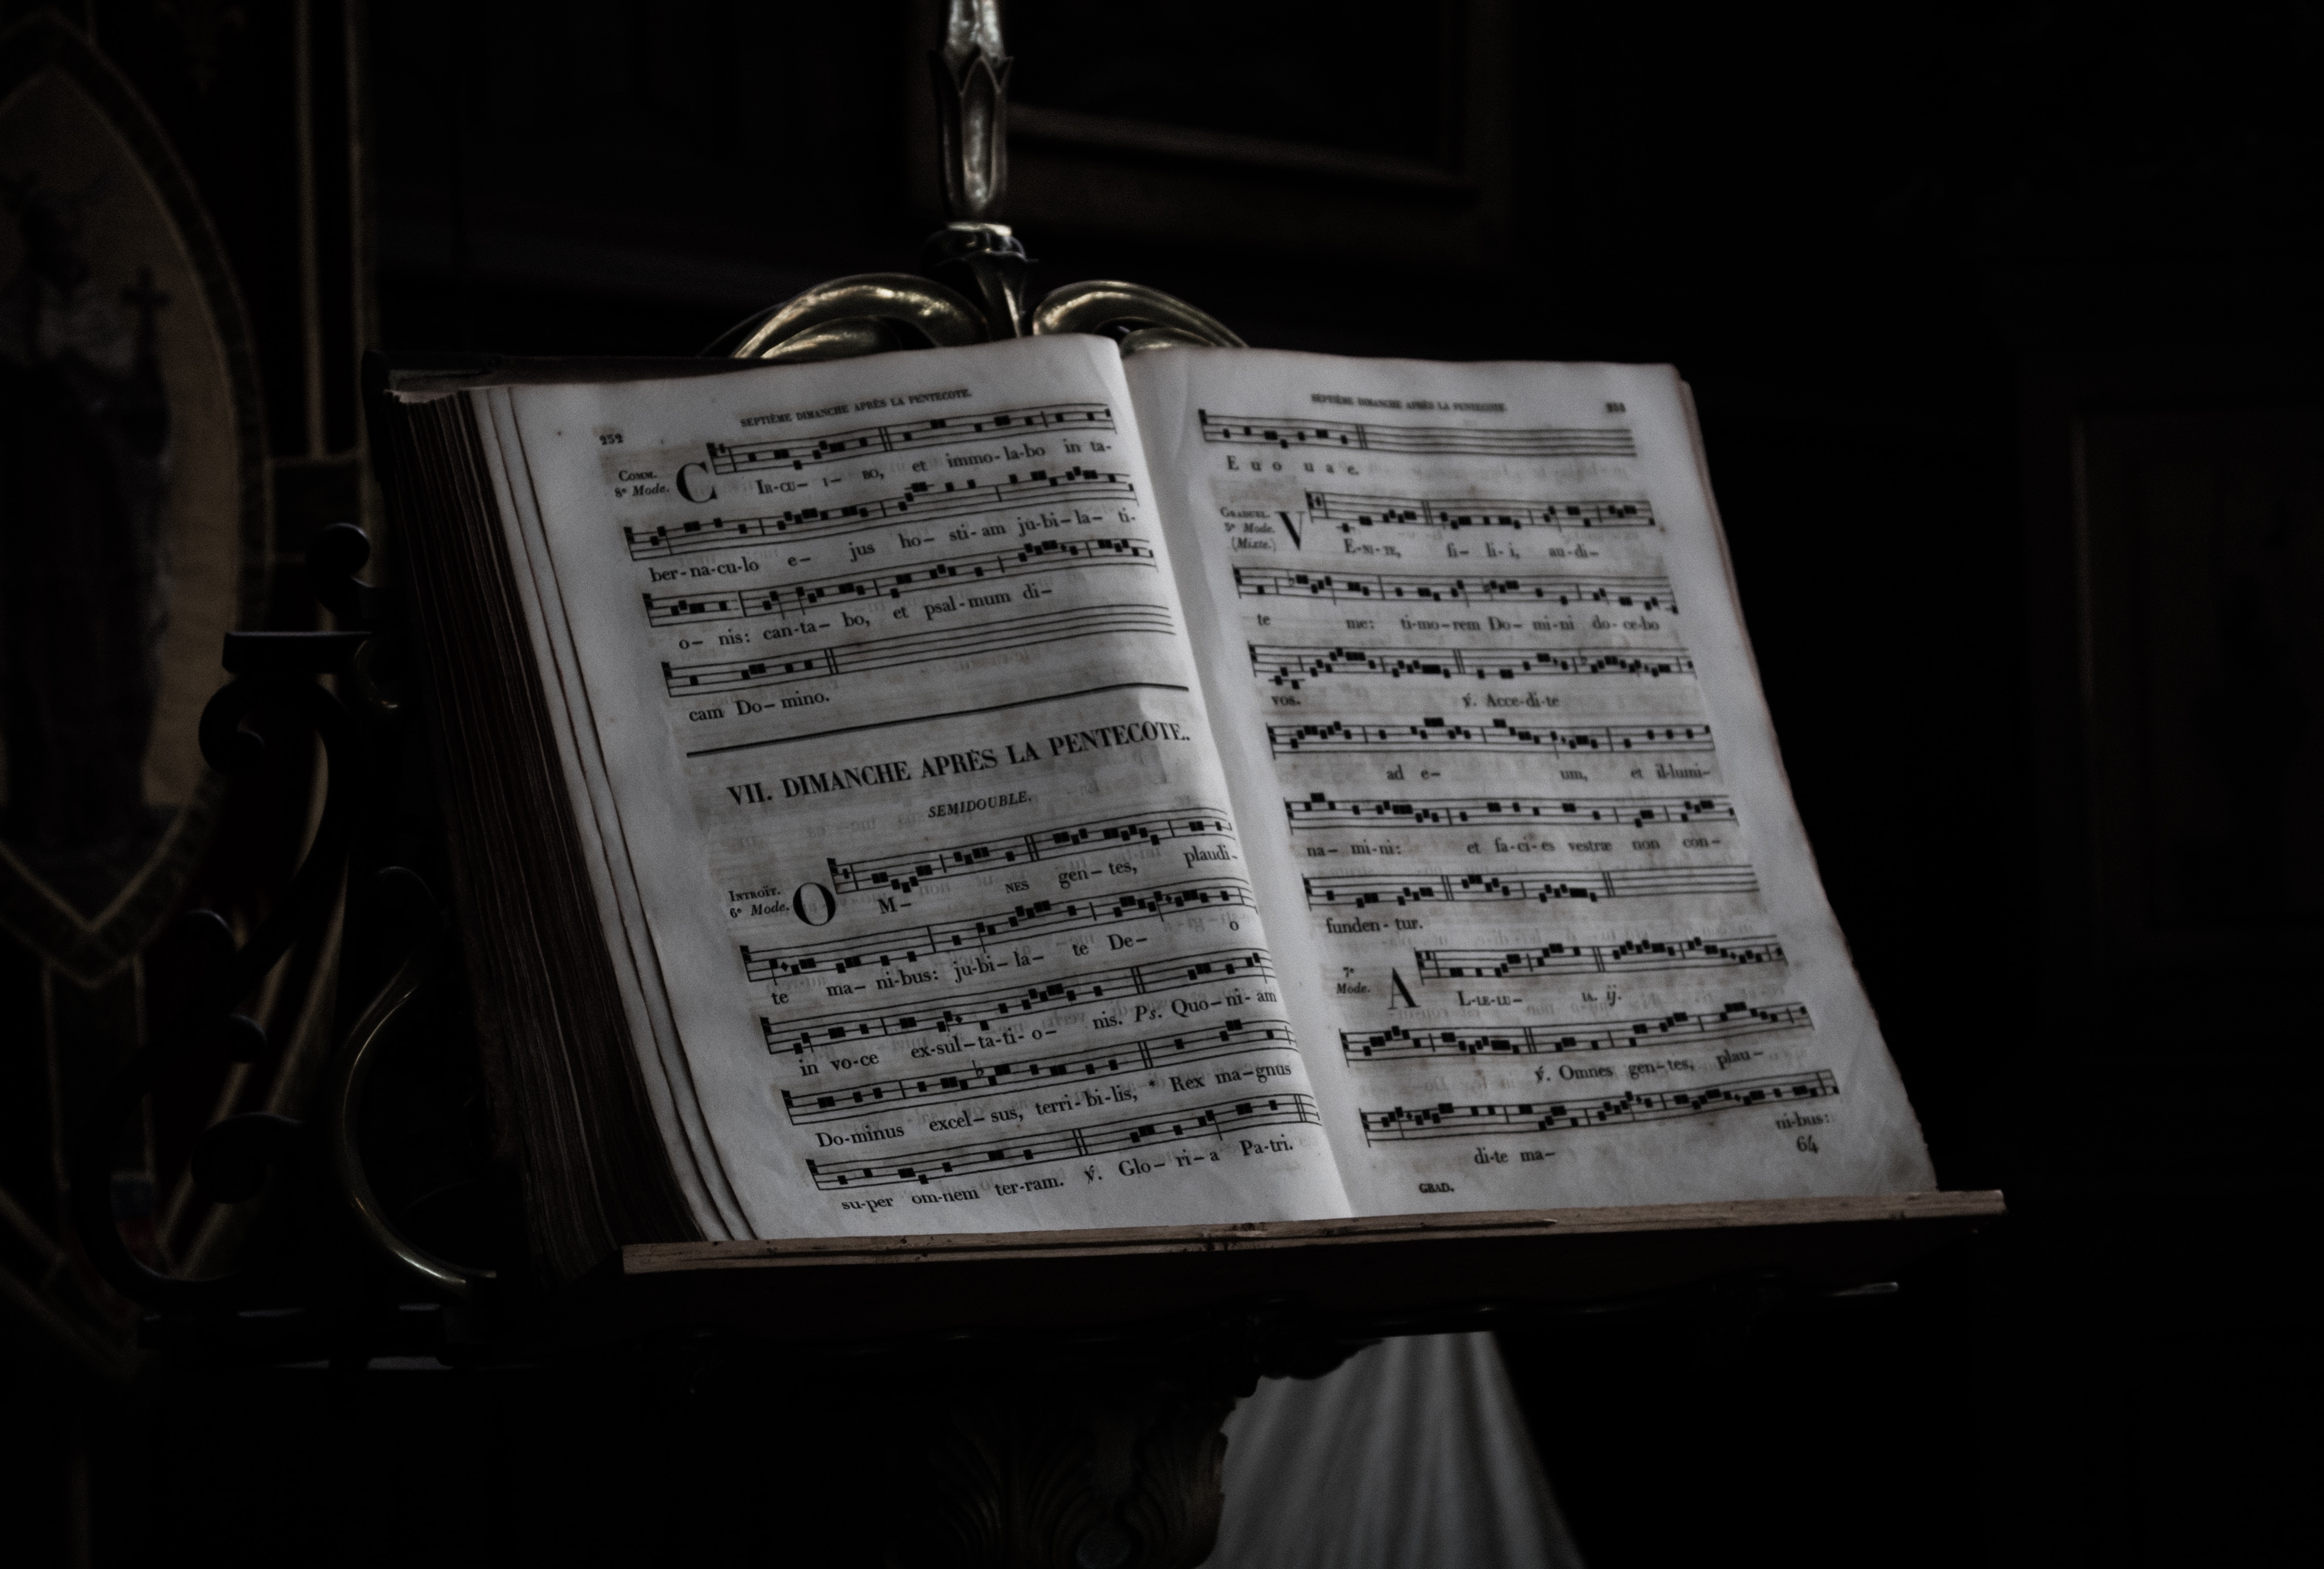 SEPTIÈME DIMANCHE APRÈS LA PENTECOTE.
252
Comm.
8e Mode.
CIR-CU- I- BO, et immo-la-bo in ta-
ber-na-cu-lo e- jus ho- sti-am ju-bi-la- ti-
o- nis: can-ta- bo, et psal-mum di-
cam Do- mino.
VII. DIMANCHE APRÈS LA PENTECOTE.
SEMIDOUBLE.
Introït.
6e Mode.
OM- NES gen- tes, plaudi-
te ma- ni-bus: ju-bi- la- te De- o
in vo-ce ex-sul-ta-ti- o- nis. Ps. Quo-ni-am
Do-minus excel- sus, terri-bi-lis, * Rex ma-gnus
su-per om-nem ter-ram. ℣. Glo- ri- a Pa-tri.
SEPTIÈME DIMANCHE APRÈS LA PENTECOTE.
253
E u o u a e.
Graduel.
5e Mode.
(Mixte.)
VE-NI-TE, fi- li- i, au-di-
te me: ti-mo-rem Do- mi-ni do- ce-bo
vos. ℣. Acce-di-te
ad e- um, et il-lumi-
na- mi-ni: et fa-ci-es vestræ non con-
funden- tur.
7e
Mode.
AL-LE-LU- IA. ij.
℣. Omnes gen-tes, plau-
di-te ma- ni-bus:
GRAD.
64